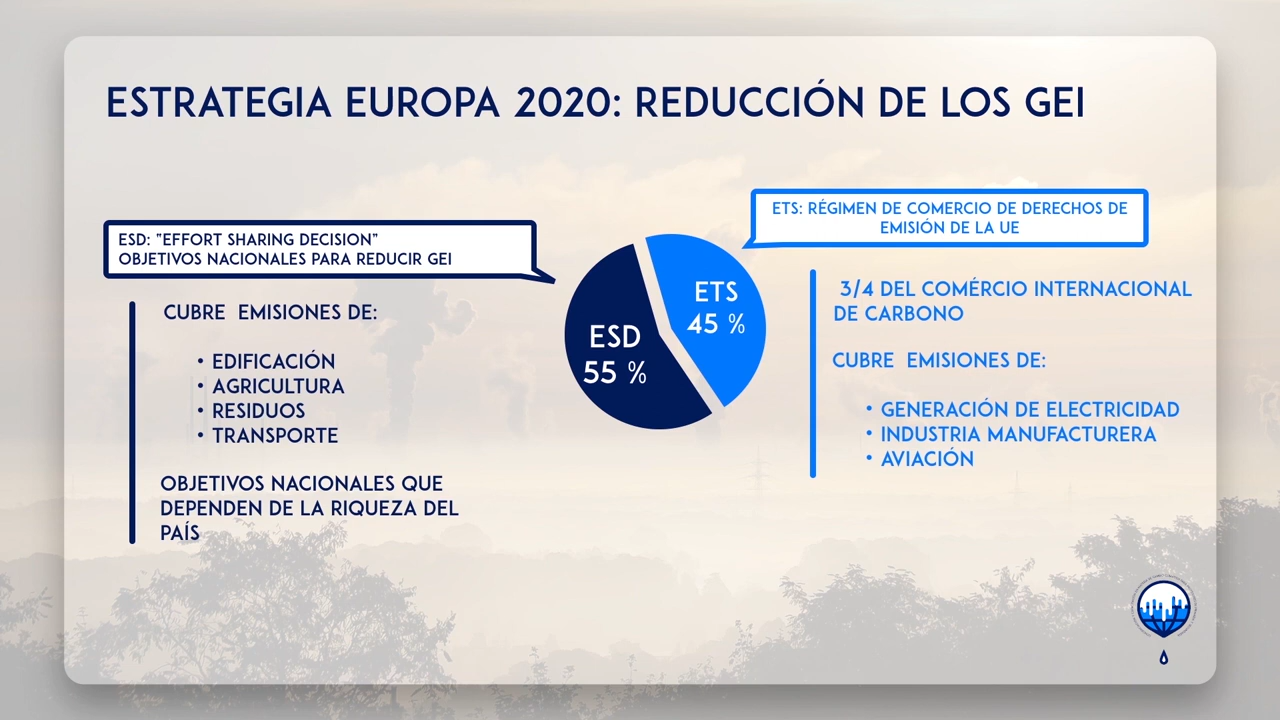 ESTRATEGIA EUROPA 2020: REDUCCIÓN DE LOS GEI
ESD: "EFFORT SHARING DECISION"
OBJETIVOS NACIONALES PARA REDUCIR GEI
CUBRE EMISIONES DE:
• EDIFICACIÓN
• AGRICULTURA
• RESIDUOS
• TRANSPORTE
OBJETIVOS NACIONALES QUE
DEPENDEN DE LA RIQUEZA DEL
PAÍS
ESD
55 %
ETS
45 %
ETS: RÉGIMEN DE COMERCIO DE DERECHOS DE
EMISIÓN DE LA UE
3/4 DEL COMÉRCIO INTERNACIONAL
DE CARBONO
CUBRE EMISIONES DE:
• GENERACIÓN DE ELECTRICIDAD
• INDUSTRIA MANUFACTURERA
• AVIACIÓN